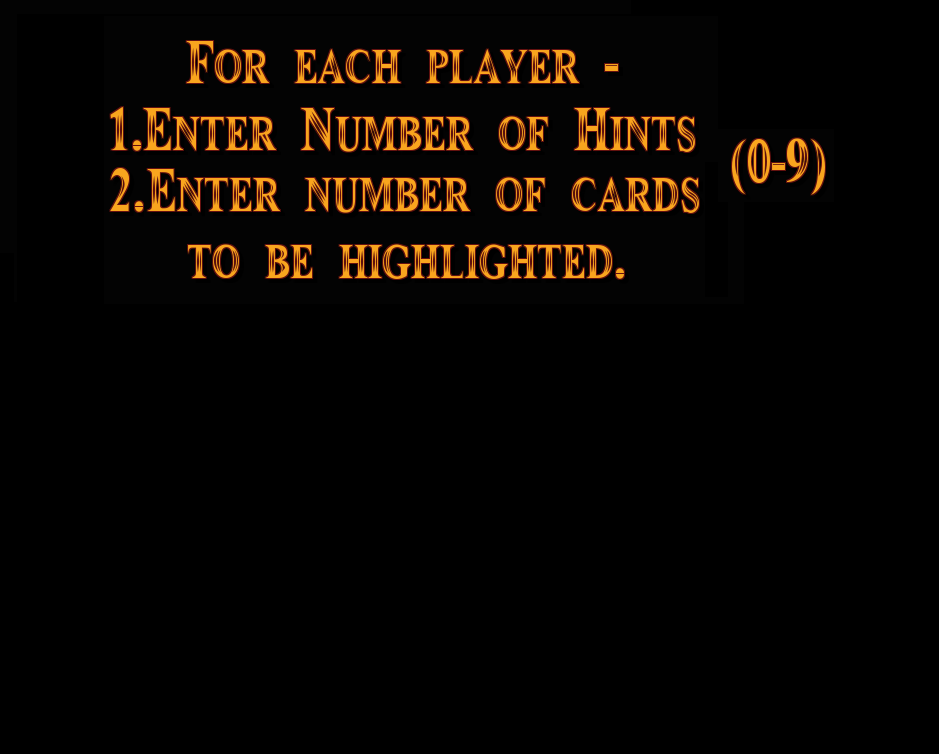 For each player -
1.Enter Number of Hints
(0-9)
2.Enter number of cards
to be highlighted.